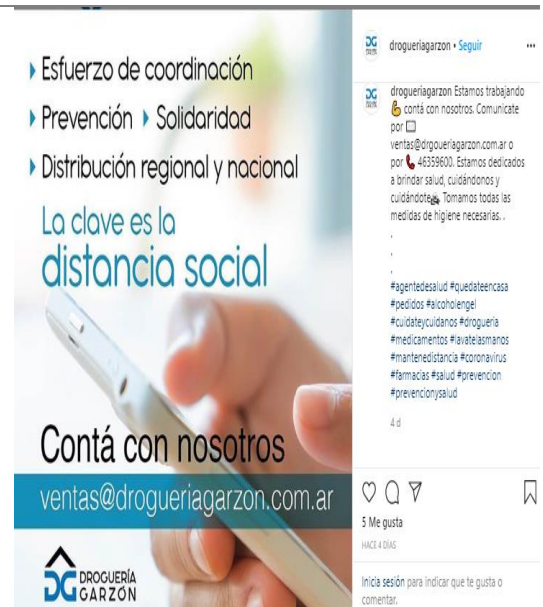 Esfuerzo de coordinación
Prevención Solidaridad
Distribución regional y nacional
La clave es la
distancia social
Contá con nosotros
ventas@drogueriagarzon.com.ar
DG DROGUERÍA
GARZÓN
drogueriagarzon • Seguir
drogueriagarzon Estamos trabajando
💪 contá con nosotros. Comunicate
por
ventas@drgoueriagarzon.com.ar o
por 📞 46359600. Estamos dedicados
a brindar salud, cuidándonos y
cuidándote. Tomamos todas las
medidas de higiene necesarias. .
.
.
.
#agentedesalud #quedateencasa
#pedidos #alcoholengel
#cuidateycuidanos #drogueria
#medicamentos #lavatelasmanos
#mantenedistancia #coronavirus
#farmacias #salud #prevencion
#prevencionysalud
4 d
5 Me gusta
HACE 4 DÍAS
Inicia sesión para indicar que te gusta o
comentar.